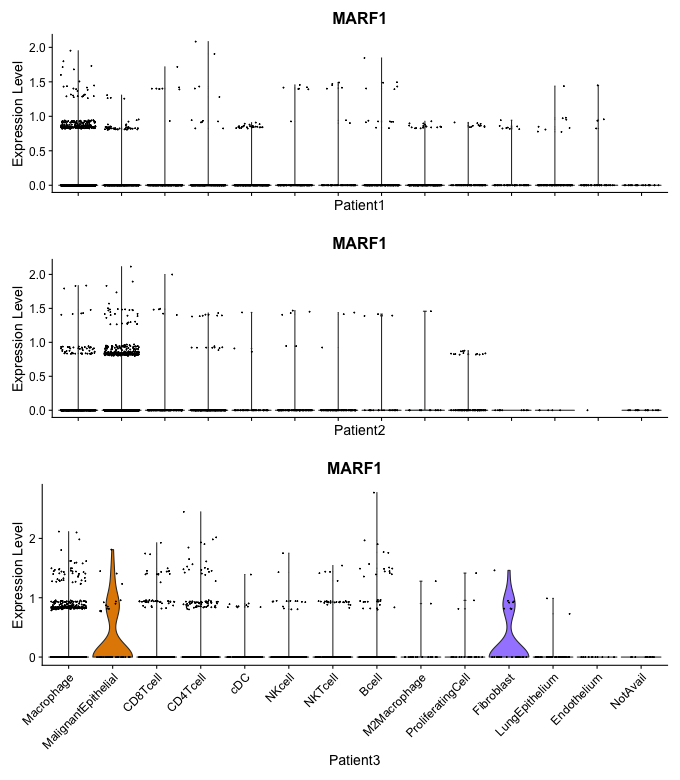 MARF1
Expression Level
2.0
1.5
1.0
0.5
0.0
Patient1
MARF1
Expression Level
2.0
1.5
1.0
0.5
0.0
Patient2
MARF1
Expression Level
2
1
0
Macrophage
MalignantEpithelial
CD8Tcell
CD4Tcell
cDC
NKcell
NKTcell
Bcell
M2Macrophage
ProliferatingCell
Fibroblast
LungEpithelium
Endothelium
NotAvail
Patient3